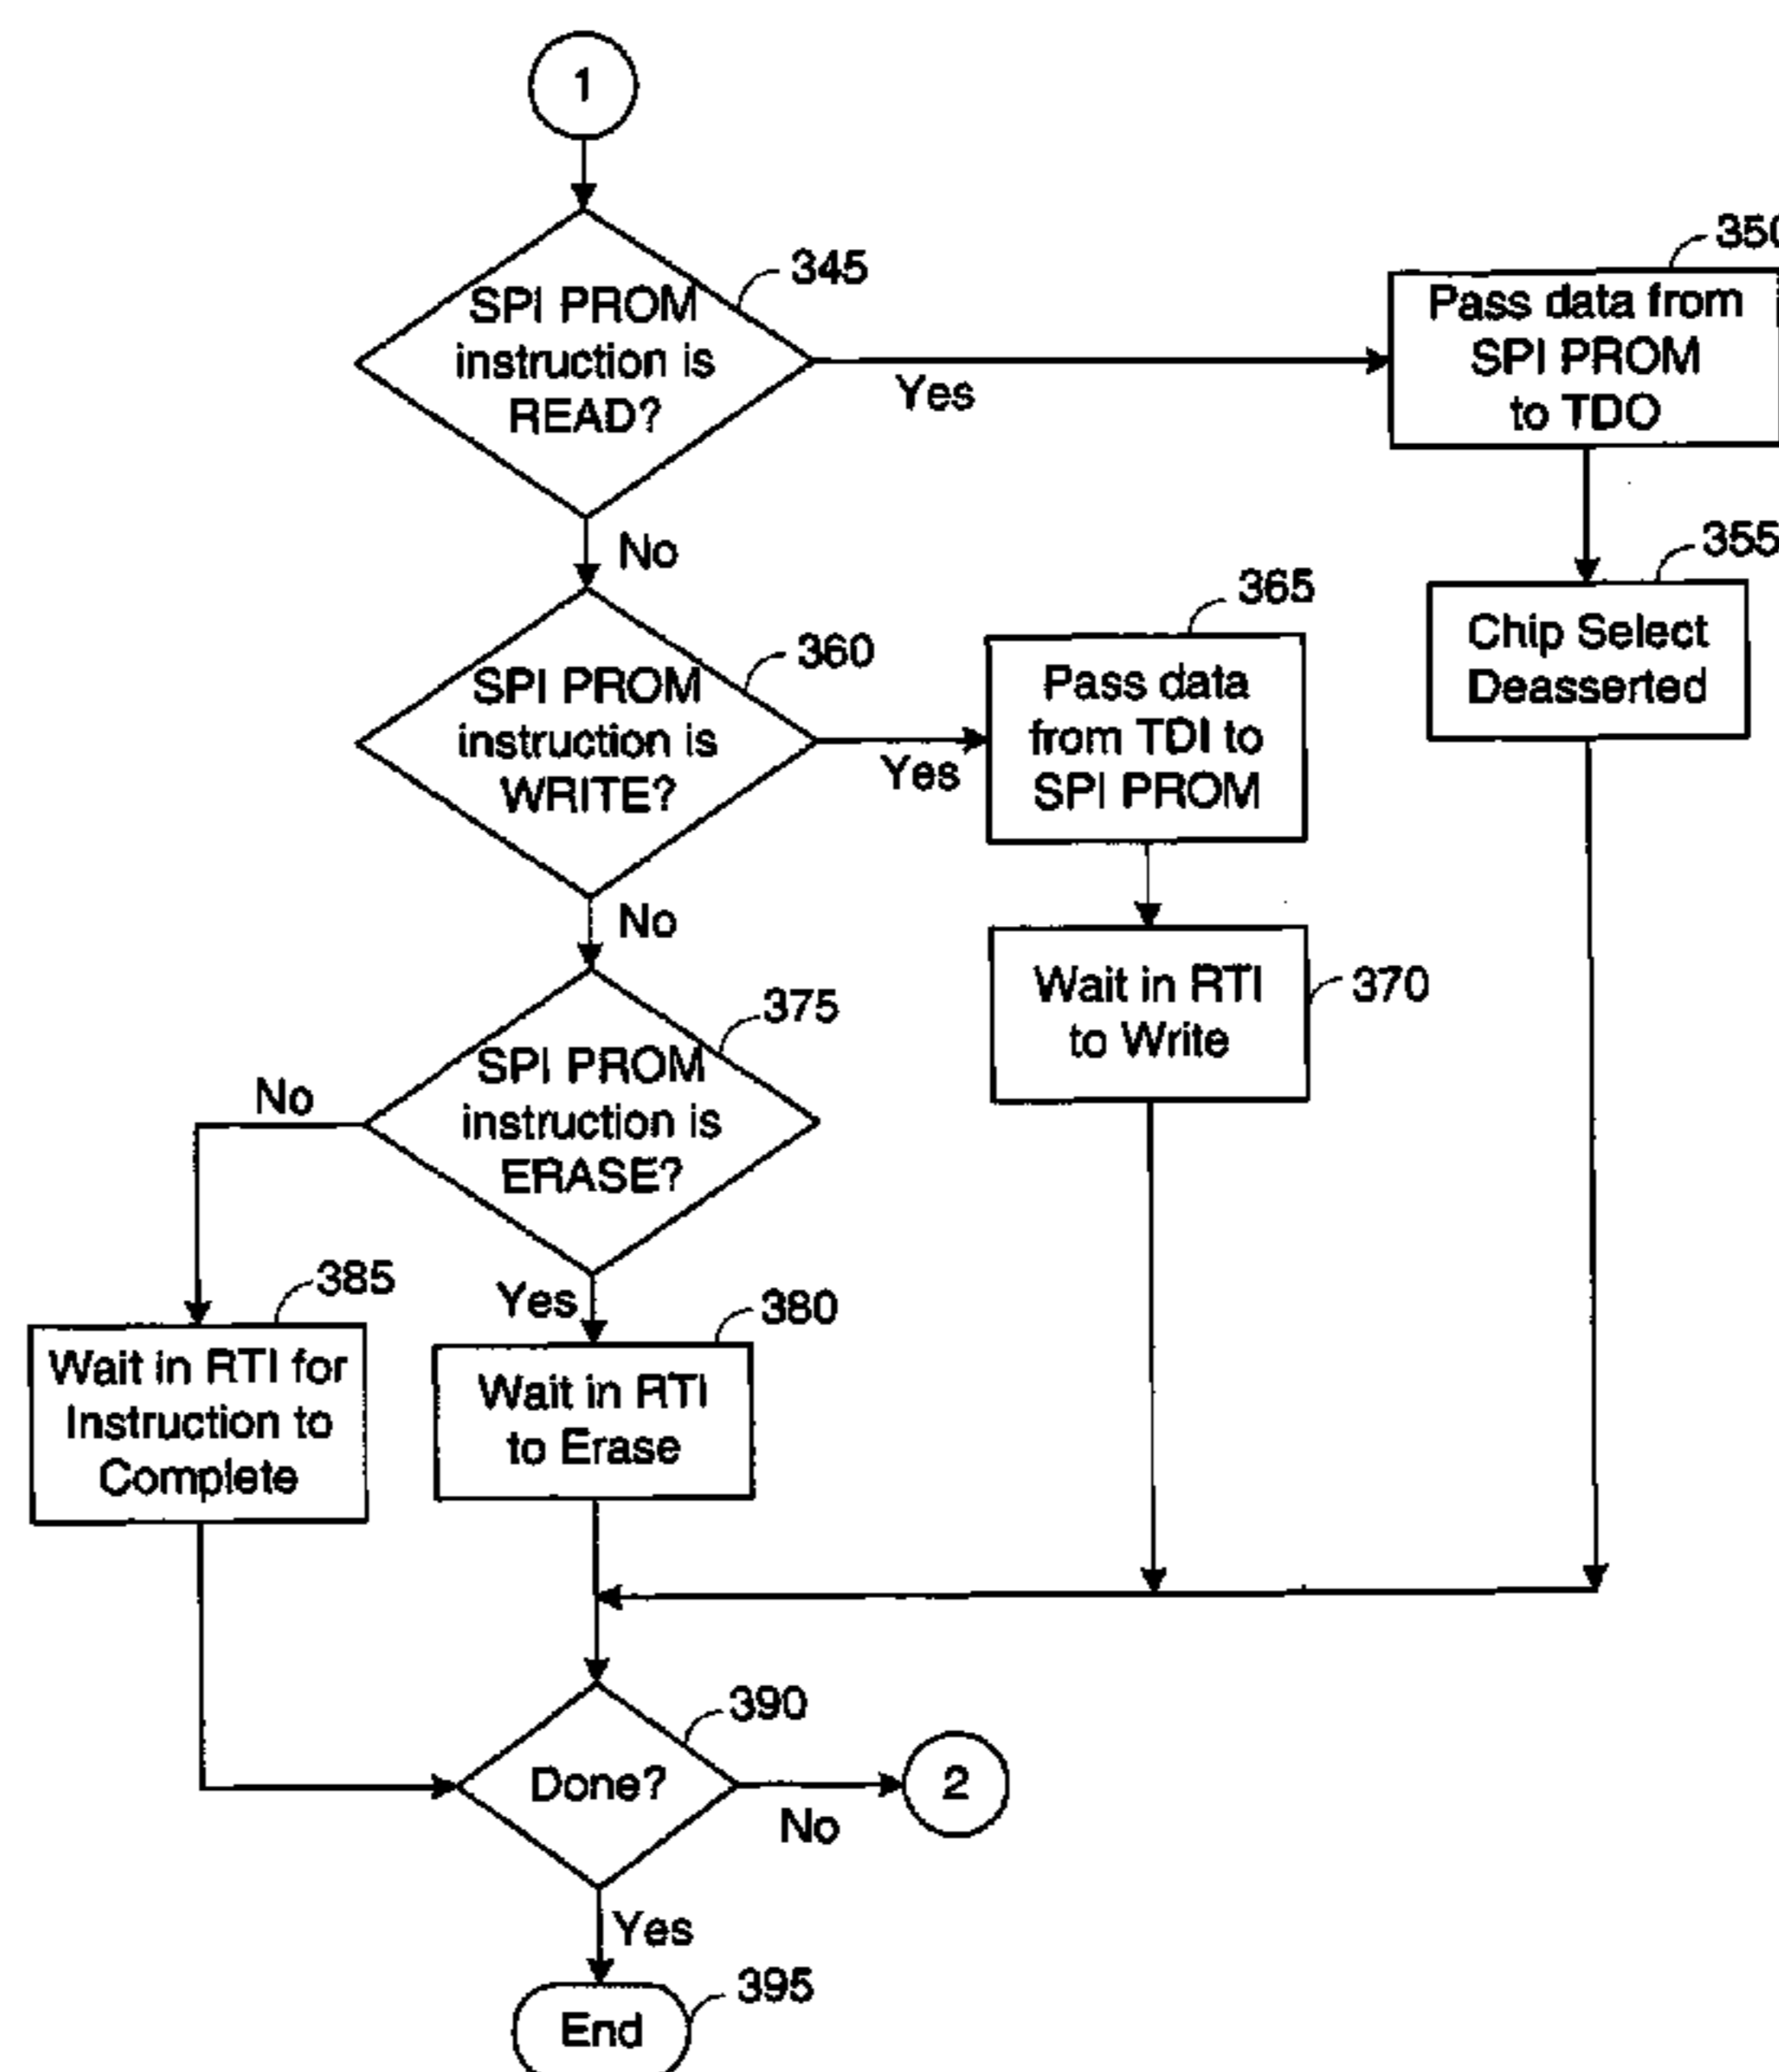 1
345
SPI PROM
instruction is
READ?
Yes
350
Pass data from
SPI PROM
to TDO
No
355
Chip Select
Deasserted
360
SPI PROM
instruction is
WRITE?
Yes
365
Pass data
from TDI to
SPI PROM
No
370
Wait in RTI
to Write
375
SPI PROM
instruction is
ERASE?
No
Yes
385
Wait in RTI for
Instruction to
Complete
380
Wait in RTI
to Erase
390
Done?
No
2
Yes
395
End